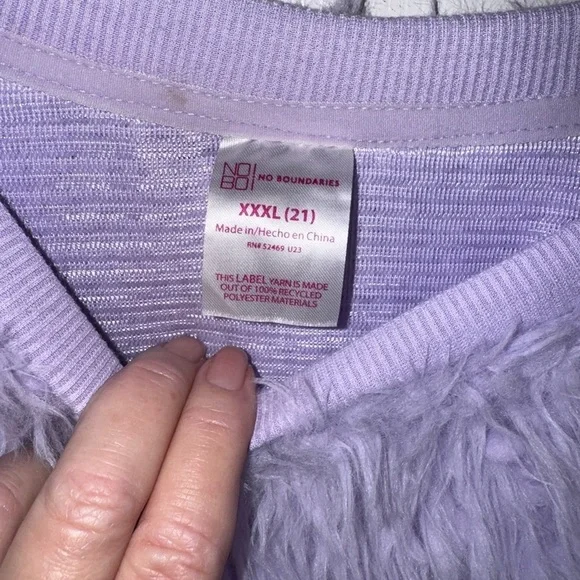 NO
BO
NO BOUNDARIES
XXXL (21)
Made in/Hecho en China
RN# 52469 U23
THIS LABEL YARN IS MADE
OUT OF 100% RECYCLED
POLYESTER MATERIALS